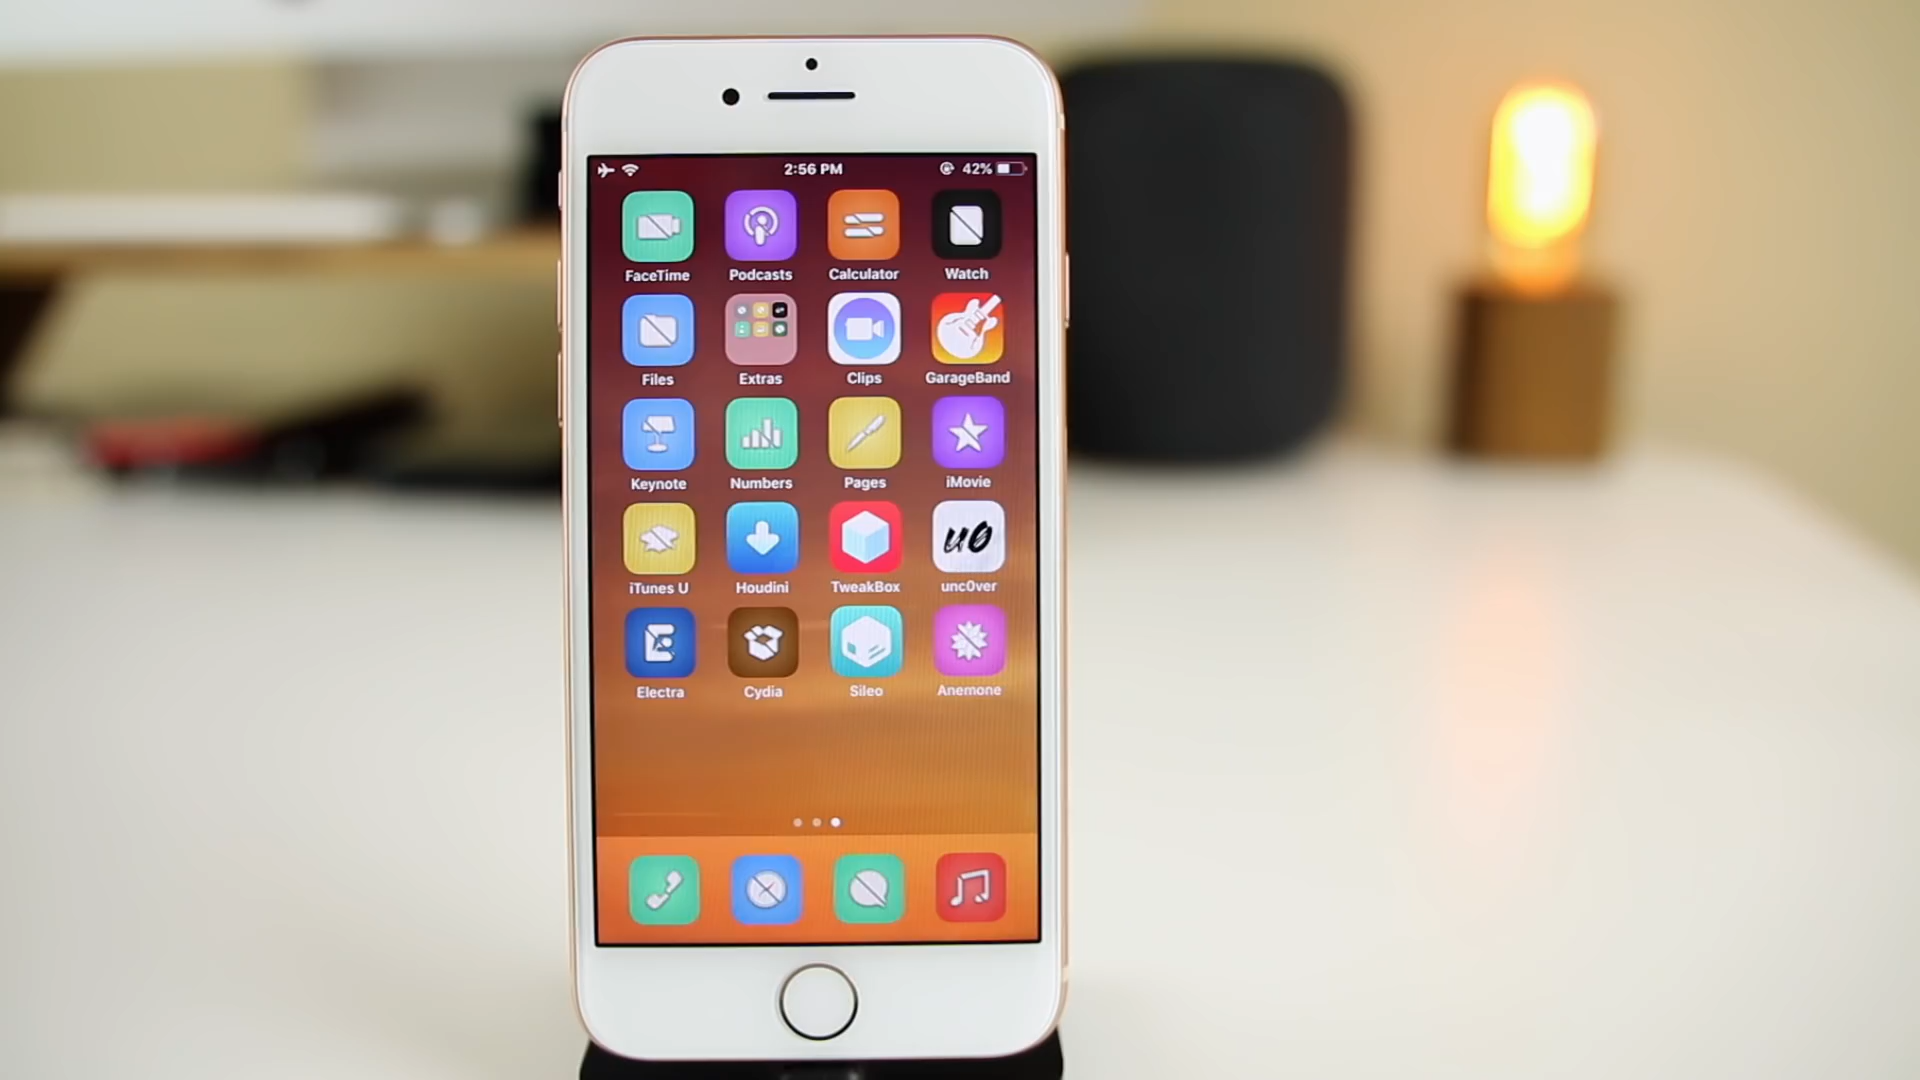 2:56 PM 42%
FaceTime Podcasts Calculator Watch
Files Extras Clips GarageBand
Keynote Numbers Pages iMovie
u0
iTunes U Houdini TweakBox unc0ver
Electra Cydia Sileo Anemone